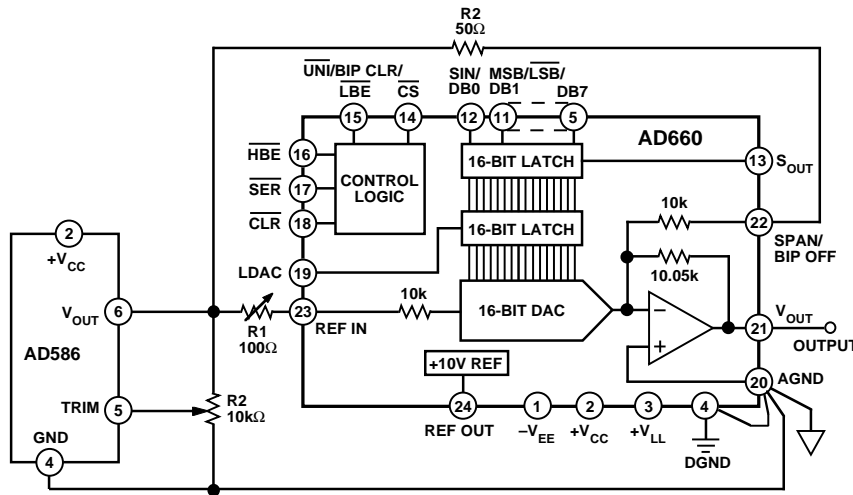 R2
50Ω
UNI/BIP CLR/
LBE
CS
SIN/
DB0
MSB/LSB/
DB1
DB7
15
14
12
11
5
AD660
HBE
16
SER
17
CLR
18
CONTROL
LOGIC
16-BIT LATCH
13
SOUT
16-BIT LATCH
10k
22
SPAN/
BIP OFF
10.05k
LDAC
19
2
+VCC
VOUT
6
AD586
R1
100Ω
23
REF IN
10k
16-BIT DAC
−
+
21
VOUT
OUTPUT
TRIM
5
R2
10kΩ
+10V REF
20
AGND
GND
4
24
REF OUT
1
−VEE
2
+VCC
3
+VLL
4
DGND